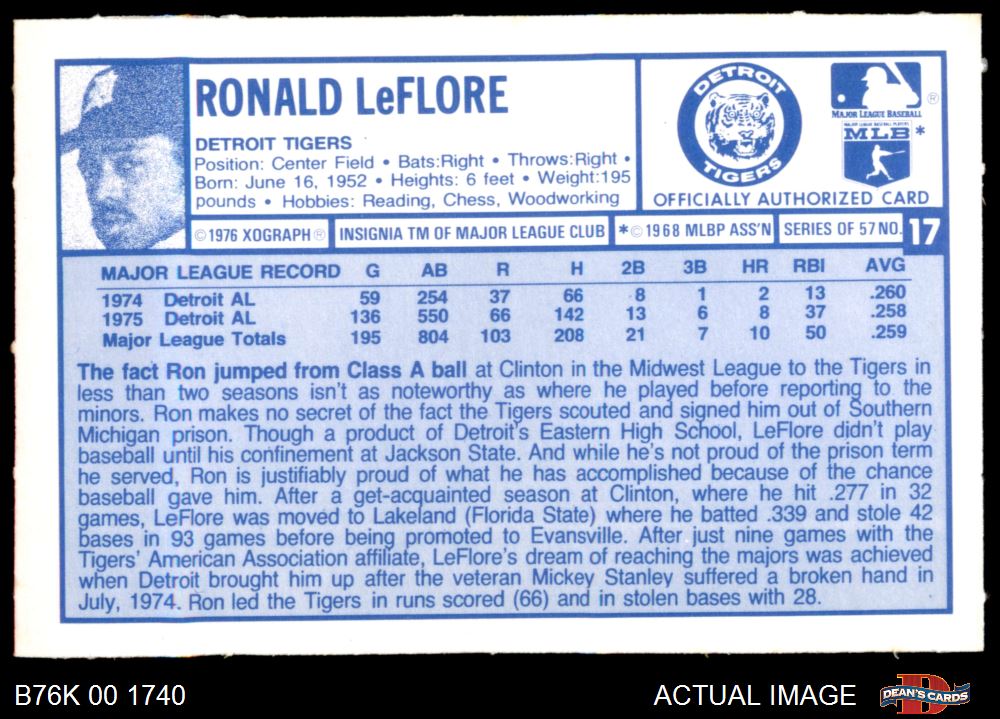 RONALD LeFLORE
DETROIT TIGERS
Position: Center Field • Bats:Right • Throws:Right •
Born: June 16, 1952 • Heights: 6 feet • Weight:195
pounds • Hobbies: Reading, Chess, Woodworking
DETROIT
TIGERS
®
MAJOR LEAGUE BASEBALL
MAJOR LEAGUE BASEBALL PLAYERS
MLB *
OFFICIALLY AUTHORIZED CARD
©1976 XOGRAPH® INSIGNIA TM OF MAJOR LEAGUE CLUB *©1968 MLBP ASS'N SERIES OF 57 NO. 17
MAJOR LEAGUE RECORD G AB R H 2B 3B HR RBI AVG
1974 Detroit AL 59 254 37 66 8 1 2 13 .260
1975 Detroit AL 136 550 66 142 13 6 8 37 .258
Major League Totals 195 804 103 208 21 7 10 50 .259
The fact Ron jumped from Class A ball at Clinton in the Midwest League to the Tigers in
less than two seasons isn't as noteworthy as where he played before reporting to the
minors. Ron makes no secret of the fact the Tigers scouted and signed him out of Southern
Michigan prison. Though a product of Detroit's Eastern High School, LeFlore didn't play
baseball until his confinement at Jackson State. And while he's not proud of the prison term
he served, Ron is justifiably proud of what he has accomplished because of the chance
baseball gave him. After a get-acquainted season at Clinton, where he hit .277 in 32
games, LeFlore was moved to Lakeland (Florida State) where he batted .339 and stole 42
bases in 93 games before being promoted to Evansville. After just nine games with the
Tigers' American Association affiliate, LeFlore's dream of reaching the majors was achieved
when Detroit brought him up after the veteran Mickey Stanley suffered a broken hand in
July, 1974. Ron led the Tigers in runs scored (66) and in stolen bases with 28.
B76K 00 1740
ACTUAL IMAGE
DEAN'S CARDS